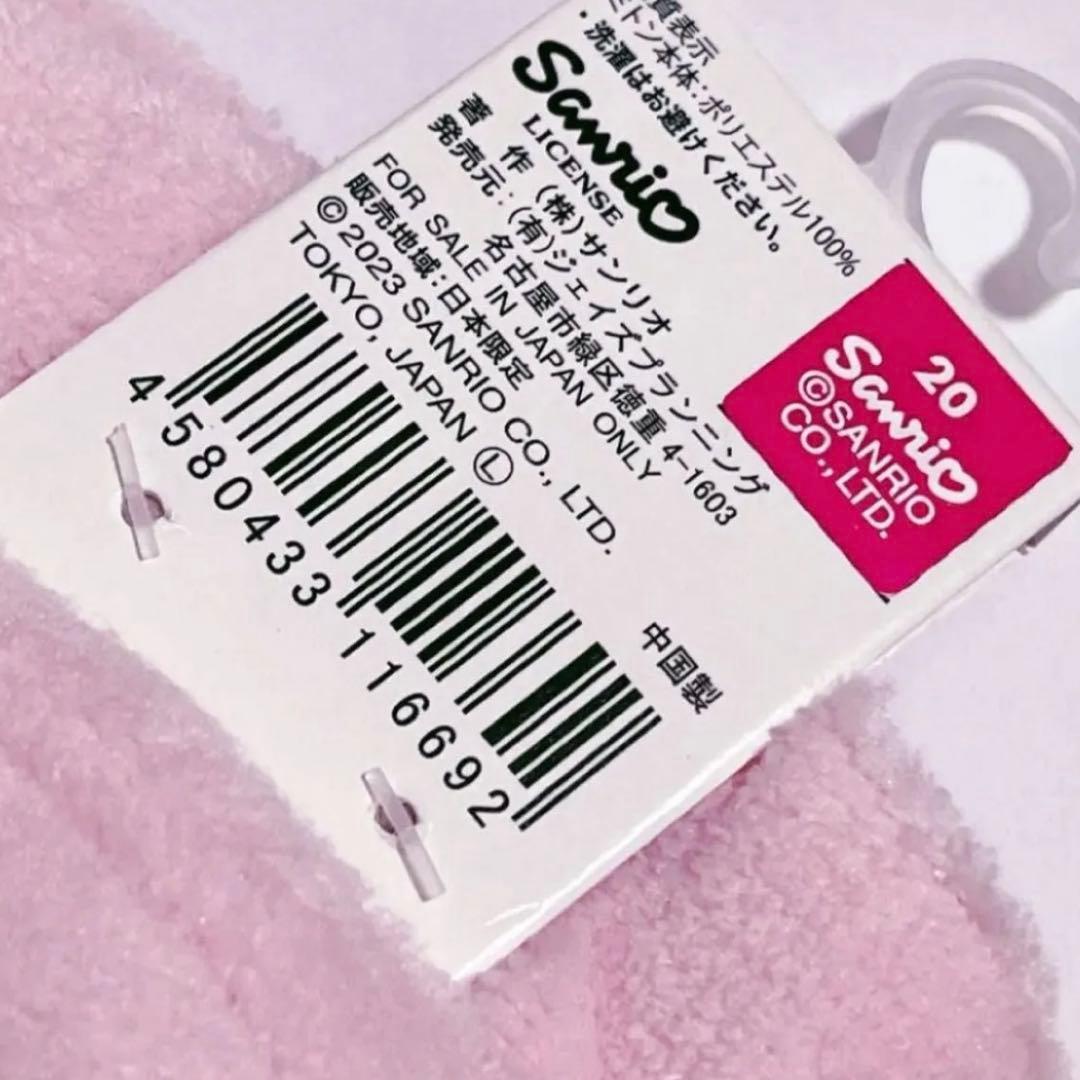 質表示
ミトン本体:ポリエステル100%
・洗濯はお避けください。
Sanrio
LICENSE
著 作 (株)サンリオ
発売元:(有)ジェイズプランニング
名古屋市緑区徳重4-1603
FOR SALE IN JAPAN ONLY
販売地域:日本限定
©2023 SANRIO CO., LTD.
TOKYO, JAPAN Ⓛ
4 580433 116692
中国製
20
Sanrio
©SANRIO
CO., LTD.